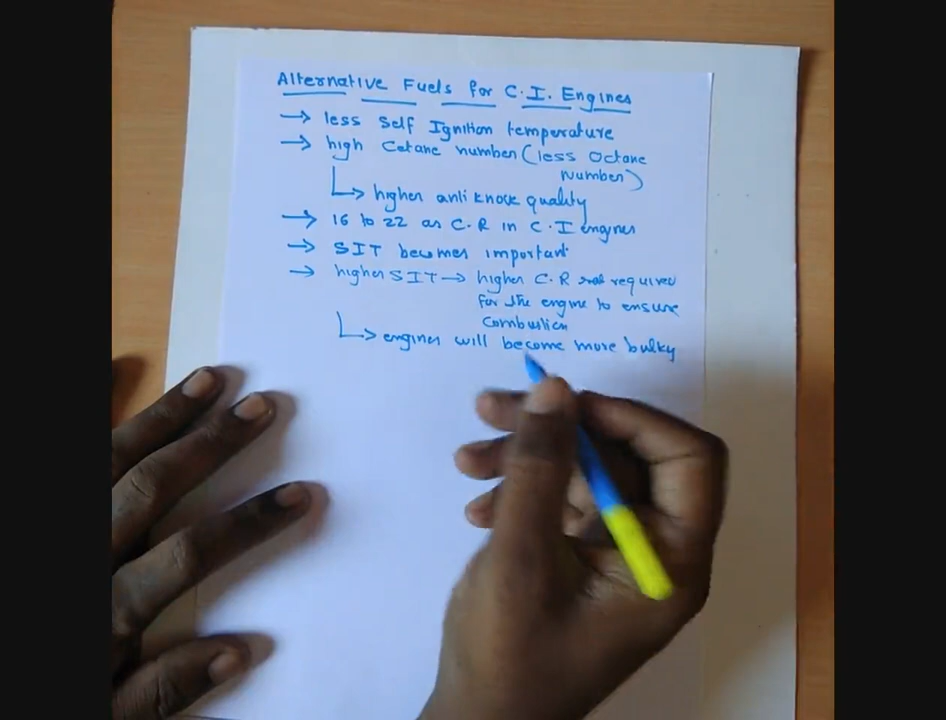 Alternative Fuels for C.I. Engines
→ less Self Ignition temperature
→ high Cetane number (less Octane
Number)
↳ higher anti knock quality
→ 16 to 22 as C.R in C.I engines
→ SIT becomes important
→ higher SIT → higher C.R required
for the engine to ensure
Combustion
↳ engines will become more bulky